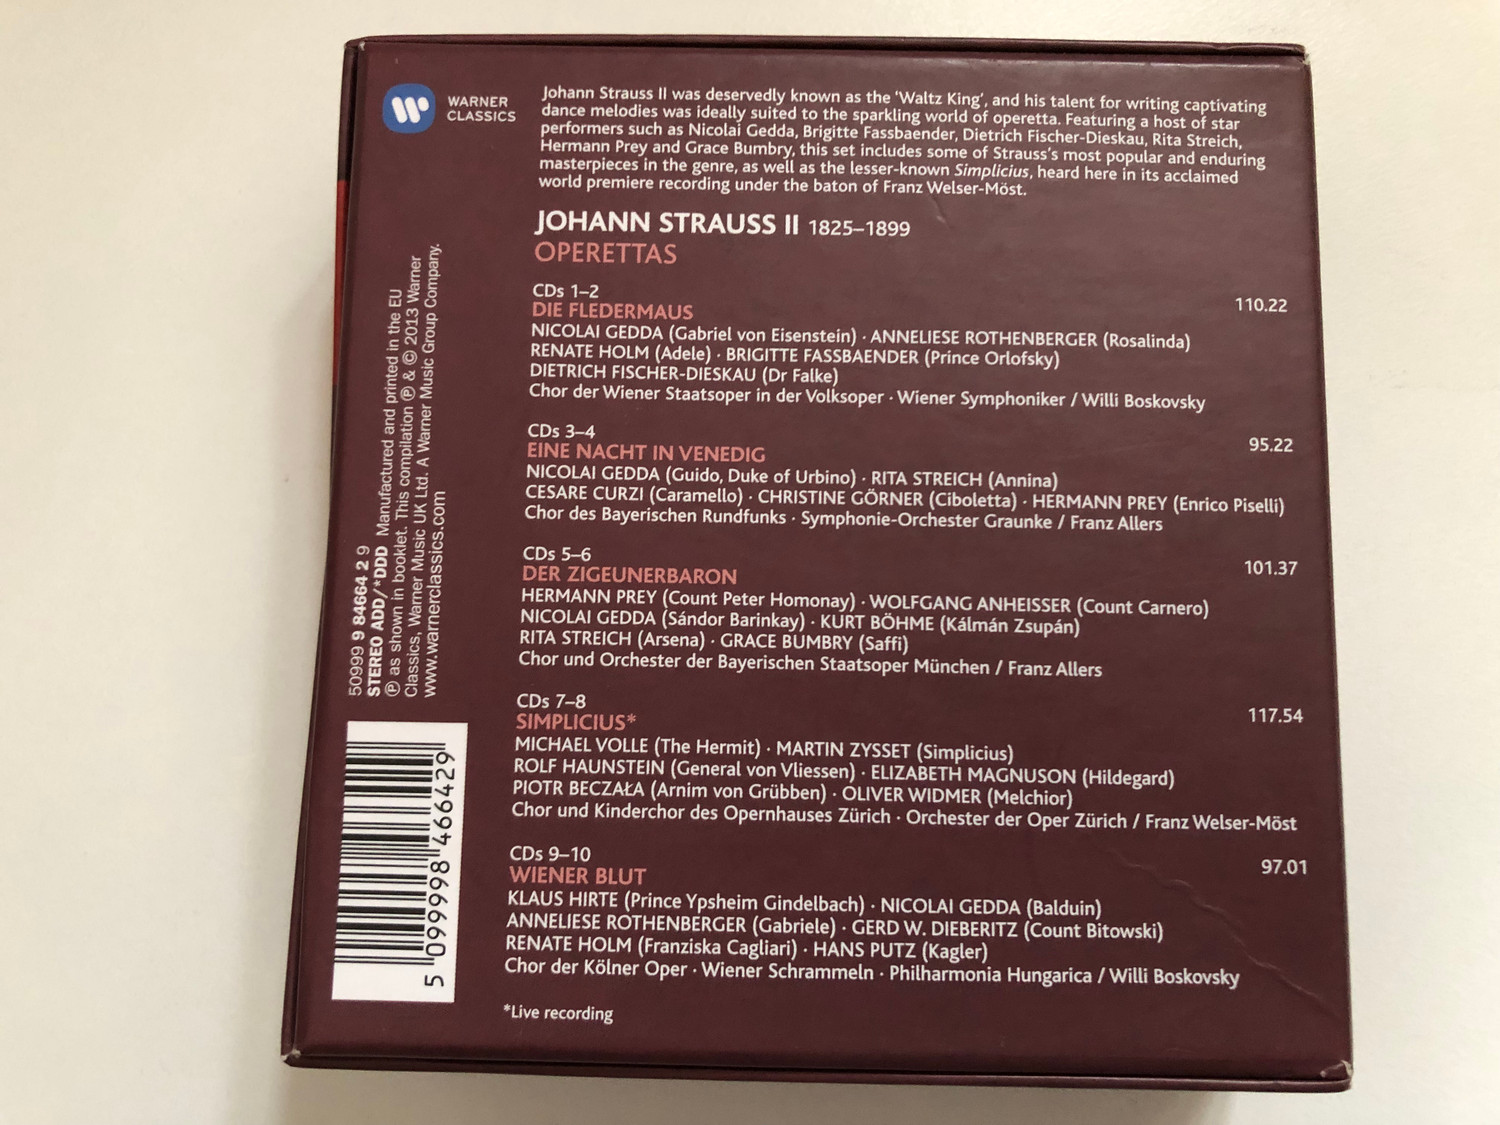 WARNER
CLASSICS
Johann Strauss II was deservedly known as the ‘Waltz King’, and his talent for writing captivating
dance melodies was ideally suited to the sparkling world of operetta. Featuring a host of star
performers such as Nicolai Gedda, Brigitte Fassbaender, Dietrich Fischer-Dieskau, Rita Streich,
Hermann Prey and Grace Bumbry, this set includes some of Strauss’s most popular and enduring
masterpieces in the genre, as well as the lesser-known Simplicius, heard here in its acclaimed
world premiere recording under the baton of Franz Welser-Möst.
JOHANN STRAUSS II 1825–1899
OPERETTAS
CDs 1–2
DIE FLEDERMAUS 110.22
NICOLAI GEDDA (Gabriel von Eisenstein) · ANNELIESE ROTHENBERGER (Rosalinda)
RENATE HOLM (Adele) · BRIGITTE FASSBAENDER (Prince Orlofsky)
DIETRICH FISCHER-DIESKAU (Dr Falke)
Chor der Wiener Staatsoper in der Volksoper · Wiener Symphoniker / Willi Boskovsky
CDs 3–4
EINE NACHT IN VENEDIG 95.22
NICOLAI GEDDA (Guido, Duke of Urbino) · RITA STREICH (Annina)
CESARE CURZI (Caramello) · CHRISTINE GÖRNER (Ciboletta) · HERMANN PREY (Enrico Piselli)
Chor des Bayerischen Rundfunks · Symphonie-Orchester Graunke / Franz Allers
CDs 5–6
DER ZIGEUNERBARON 101.37
HERMANN PREY (Count Peter Homonay) · WOLFGANG ANHEISSER (Count Carnero)
NICOLAI GEDDA (Sándor Barinkay) · KURT BÖHME (Kálmán Zsupán)
RITA STREICH (Arsena) · GRACE BUMBRY (Saffi)
Chor und Orchester der Bayerischen Staatsoper München / Franz Allers
CDs 7–8
SIMPLICIUS* 117.54
MICHAEL VOLLE (The Hermit) · MARTIN ZYSSET (Simplicius)
ROLF HAUNSTEIN (General von Vliessen) · ELIZABETH MAGNUSON (Hildegard)
PIOTR BECZAŁA (Arnim von Grübben) · OLIVER WIDMER (Melchior)
Chor und Kinderchor des Opernhauses Zürich · Orchester der Oper Zürich / Franz Welser-Möst
CDs 9–10
WIENER BLUT 97.01
KLAUS HIRTE (Prince Ypsheim Gindelbach) · NICOLAI GEDDA (Balduin)
ANNELIESE ROTHENBERGER (Gabriele) · GERD W. DIEBERITZ (Count Bitowski)
RENATE HOLM (Franziska Cagliari) · HANS PUTZ (Kagler)
Chor der Kölner Oper · Wiener Schrammeln · Philharmonia Hungarica / Willi Boskovsky
*Live recording
50999 9 84664 2 9
STEREO ADD/*DDD Manufactured and printed in the EU
℗ as shown in booklet. This compilation ℗ & © 2013 Warner
Classics, Warner Music UK Ltd. A Warner Music Group Company.
www.warnerclassics.com
5 099998 466429